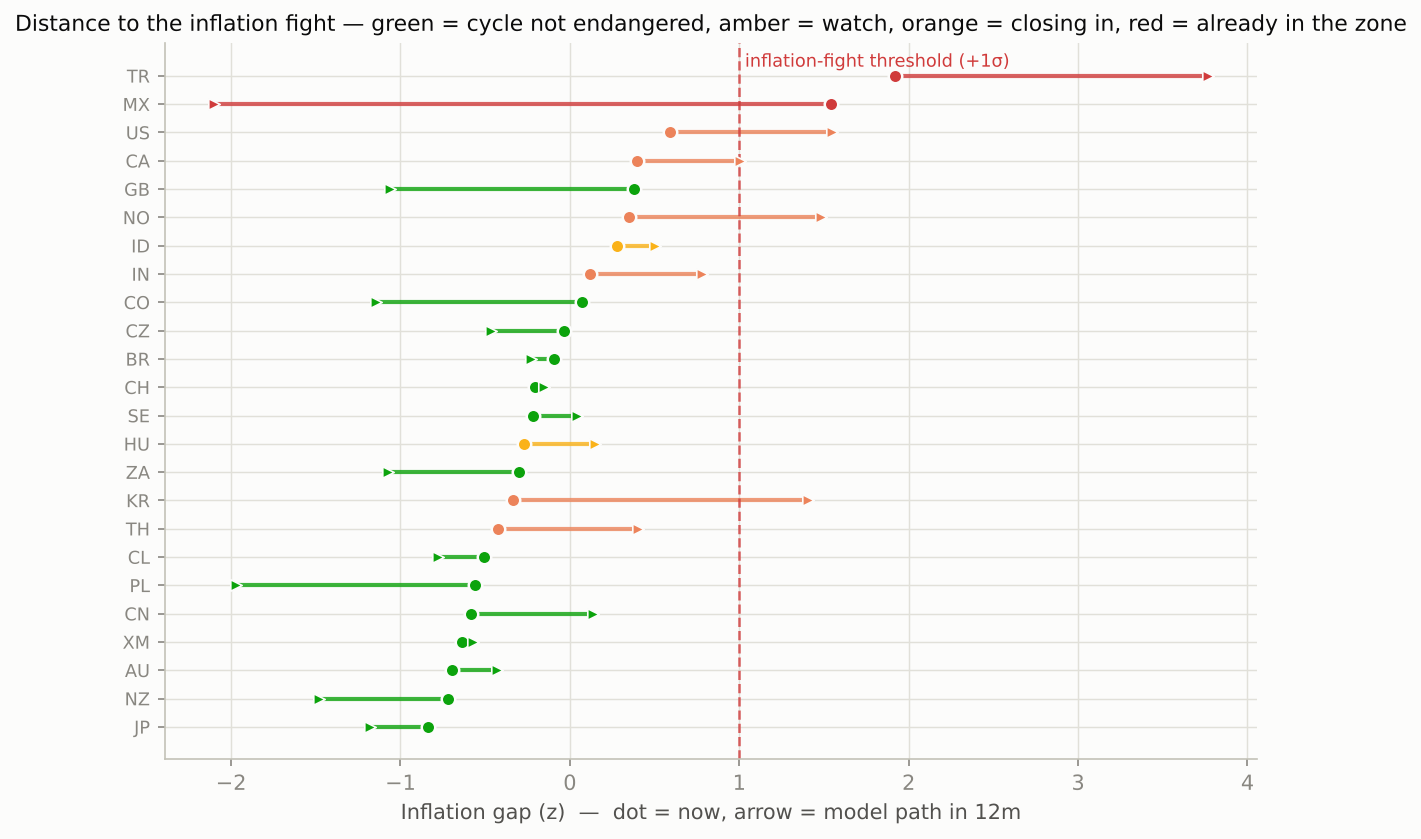 Distance to the inflation fight — green = cycle not endangered, amber = watch, orange = closing in, red = already in the zone
inflation-fight threshold (+1σ)
TR
MX
US
CA
GB
NO
ID
IN
CO
CZ
BR
CH
SE
HU
ZA
KR
TH
CL
PL
CN
XM
AU
NZ
JP
−2 −1 0 1 2 3 4
Inflation gap (z) — dot = now, arrow = model path in 12m